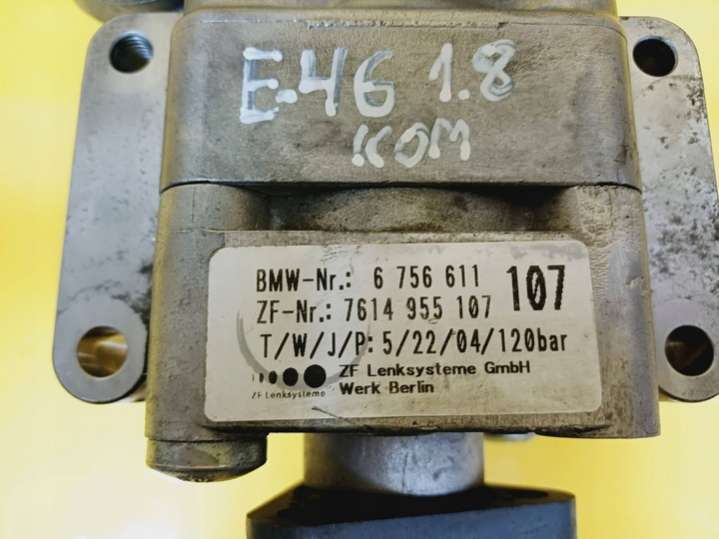 E-46 1.8
KOM
BMW-Nr.: 6 756 611 107
ZF-Nr.: 7614 955 107
T/W/J/P: 5/22/04/120bar
ZF Lenksysteme GmbH
ZF Lenksysteme Werk Berlin